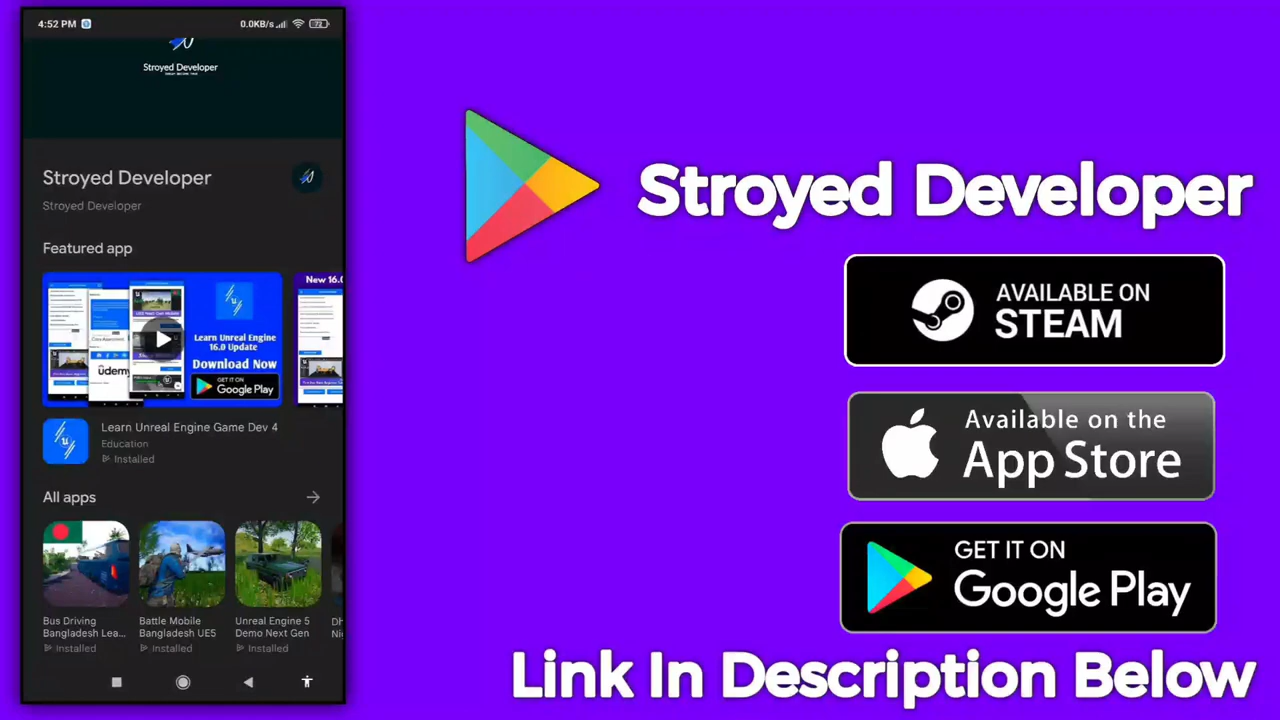 4:52 PM
0.0KB/s
72
Stroyed Developer
Stroyed Developer
Stroyed Developer
Featured app
Learn Unreal Engine
16.0 Update
Download Now
GET IT ON
Google Play
udemy
New 16.0
Learn Unreal Engine Game Dev 4
Education
Installed
All apps
Bus Driving
Bangladesh Lea...
Installed
Battle Mobile
Bangladesh UE5
Installed
Unreal Engine 5
Demo Next Gen
Installed
Stroyed Developer
AVAILABLE ON
STEAM
Available on the
App Store
GET IT ON
Google Play
Link In Description Below